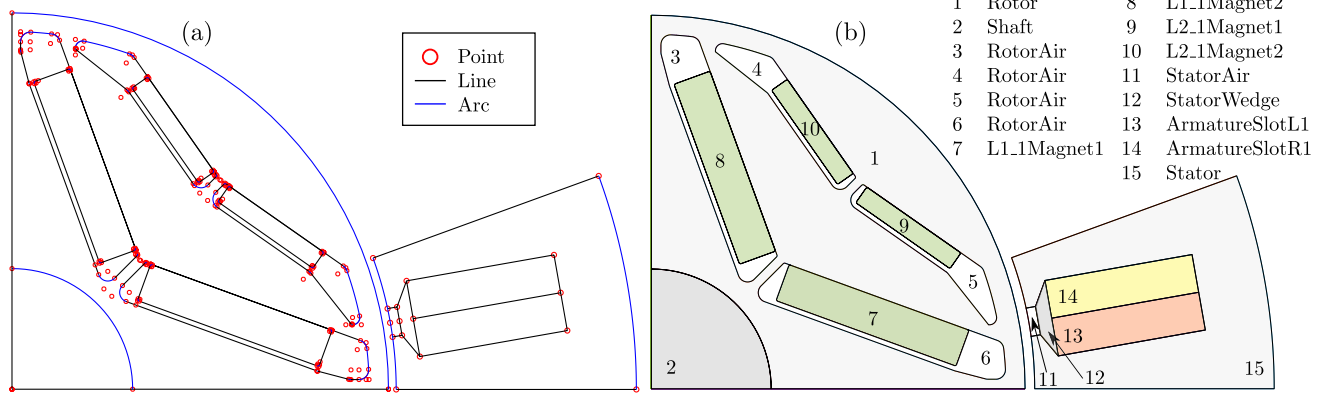 (a)
Point
Line
Arc
(b)
1 Rotor 8 L1_1Magnet2
2 Shaft 9 L2_1Magnet1
3 RotorAir 10 L2_1Magnet2
4 RotorAir 11 StatorAir
5 RotorAir 12 StatorWedge
6 RotorAir 13 ArmatureSlotL1
7 L1_1Magnet1 14 ArmatureSlotR1
15 Stator
3
4
10
1
8
9
5
7
6
2
14
13
11
12
15